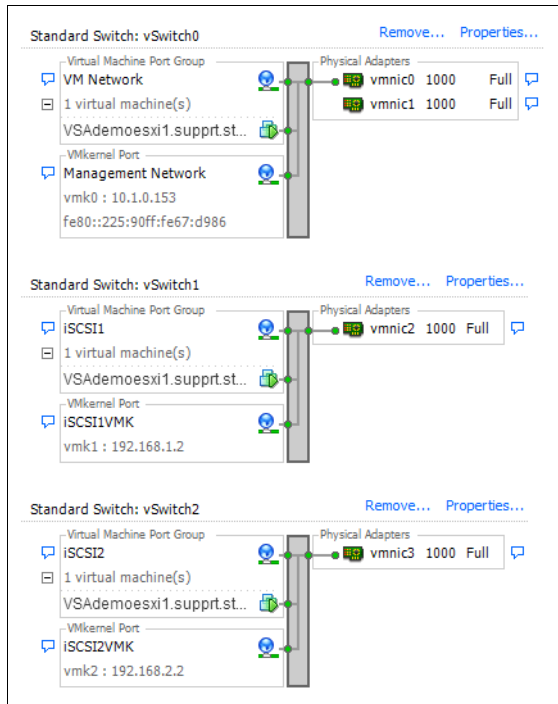 Standard Switch: vSwitch0 Remove... Properties...
Virtual Machine Port Group Physical Adapters
VM Network vmnic0 1000 Full
1 virtual machine(s) vmnic1 1000 Full
VSAdemoesxi1.supprt.st...
VMkernel Port
Management Network
vmk0 : 10.1.0.153
fe80::225:90ff:fe67:d986
Standard Switch: vSwitch1 Remove... Properties...
Virtual Machine Port Group Physical Adapters
iSCSI1 vmnic2 1000 Full
1 virtual machine(s)
VSAdemoesxi1.supprt.st...
VMkernel Port
iSCSI1VMK
vmk1 : 192.168.1.2
Standard Switch: vSwitch2 Remove... Properties...
Virtual Machine Port Group Physical Adapters
iSCSI2 vmnic3 1000 Full
1 virtual machine(s)
VSAdemoesxi1.supprt.st...
VMkernel Port
iSCSI2VMK
vmk2 : 192.168.2.2